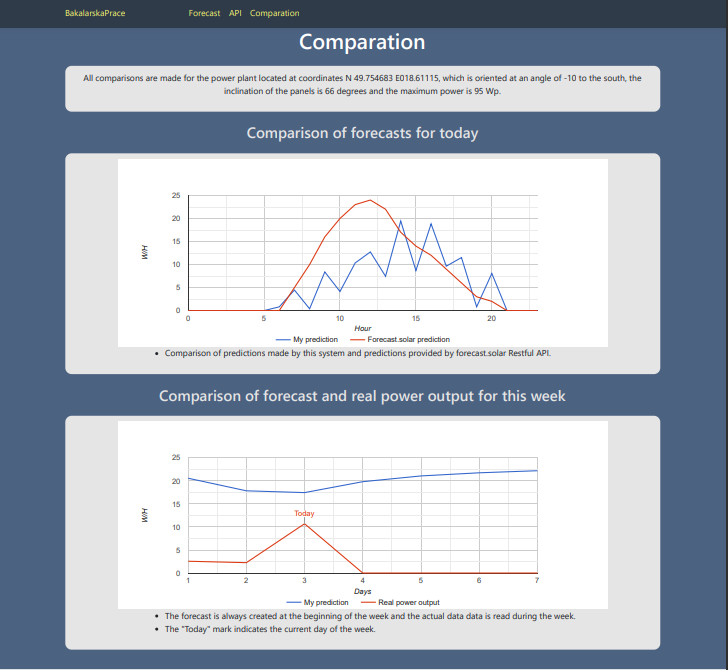 BakalarskaPrace Forecast API Comparation
Comparation
All comparisons are made for the power plant located at coordinates N 49.754683 E018.61115, which is oriented at an angle of -10 to the south, the
inclination of the panels is 66 degrees and the maximum power is 95 Wp.
Comparison of forecasts for today
25
20
15
10
5
0
W/H
0 5 10 15 20
Hour
My prediction Forecast.solar prediction
• Comparison of predictions made by this system and predictions provided by forecast.solar Restful API.
Comparison of forecast and real power output for this week
25
20
15
10
5
0
W/H
Today
1 2 3 4 5 6 7
Days
My prediction Real power output
• The forecast is always created at the beginning of the week and the actual data data is read during the week.
• The "Today" mark indicates the current day of the week.